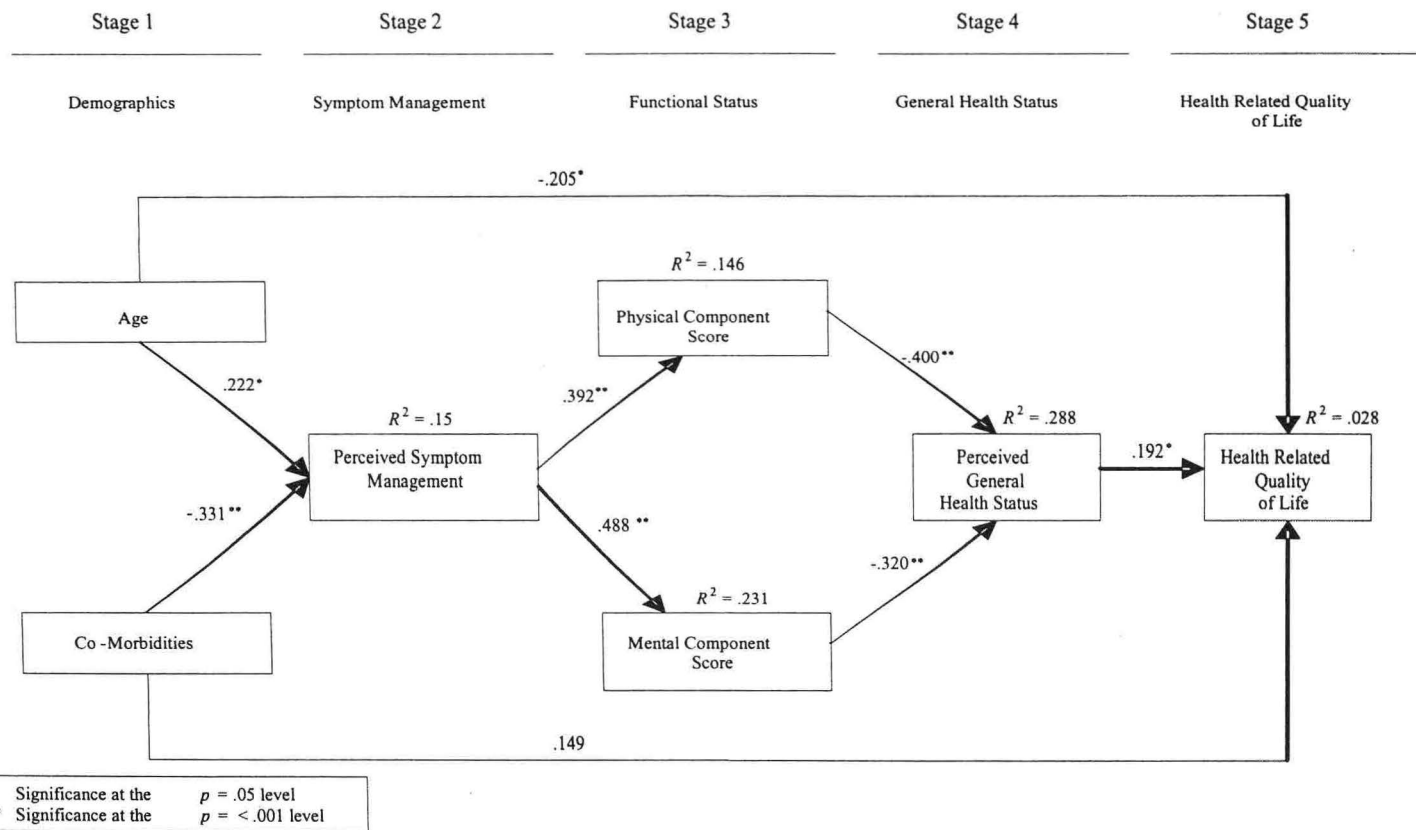 Stage 1 Stage 2 Stage 3 Stage 4 Stage 5
Demographics Symptom Management Functional Status General Health Status Health Related Quality
of Life
-.205*
R² = .146
Age
Physical Component
Score
.222*
.392**
-.400**
R² = .15
R² = .288
R² = .028
Perceived Symptom
Management
Perceived
General
Health Status
.192*
Health Related
Quality
of Life
-.331**
.488 **
-.320**
R² = .231
Co -Morbidities
Mental Component
Score
.149
Significance at the p = .05 level
Significance at the p = < .001 level